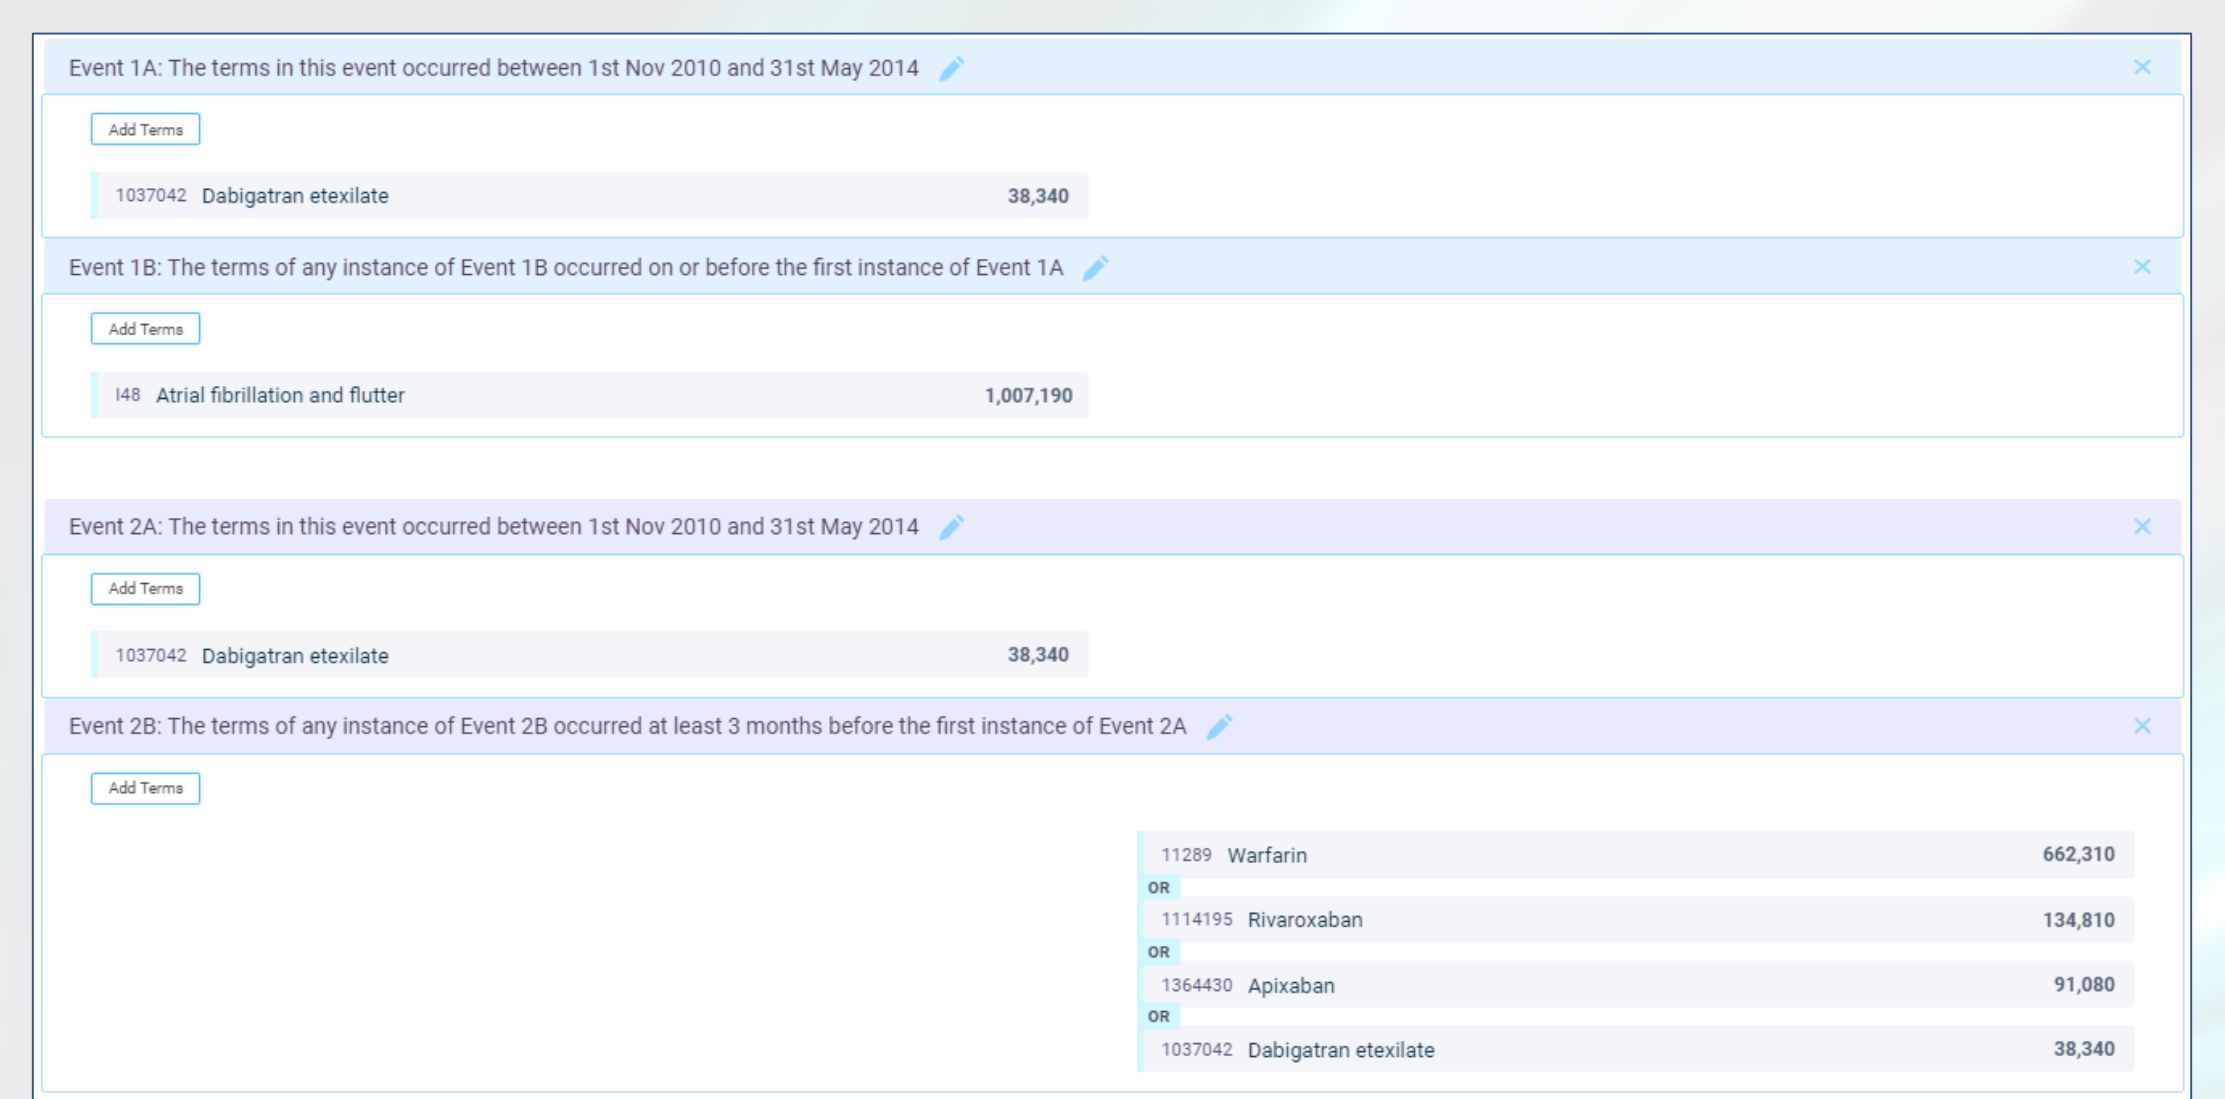 Event 1A: The terms in this event occurred between 1st Nov 2010 and 31st May 2014
Add Terms
1037042 Dabigatran etexilate 38,340
Event 1B: The terms of any instance of Event 1B occurred on or before the first instance of Event 1A
Add Terms
I48 Atrial fibrillation and flutter 1,007,190
Event 2A: The terms in this event occurred between 1st Nov 2010 and 31st May 2014
Add Terms
1037042 Dabigatran etexilate 38,340
Event 2B: The terms of any instance of Event 2B occurred at least 3 months before the first instance of Event 2A
Add Terms
11289 Warfarin 662,310
OR
1114195 Rivaroxaban 134,810
OR
1364430 Apixaban 91,080
OR
1037042 Dabigatran etexilate 38,340